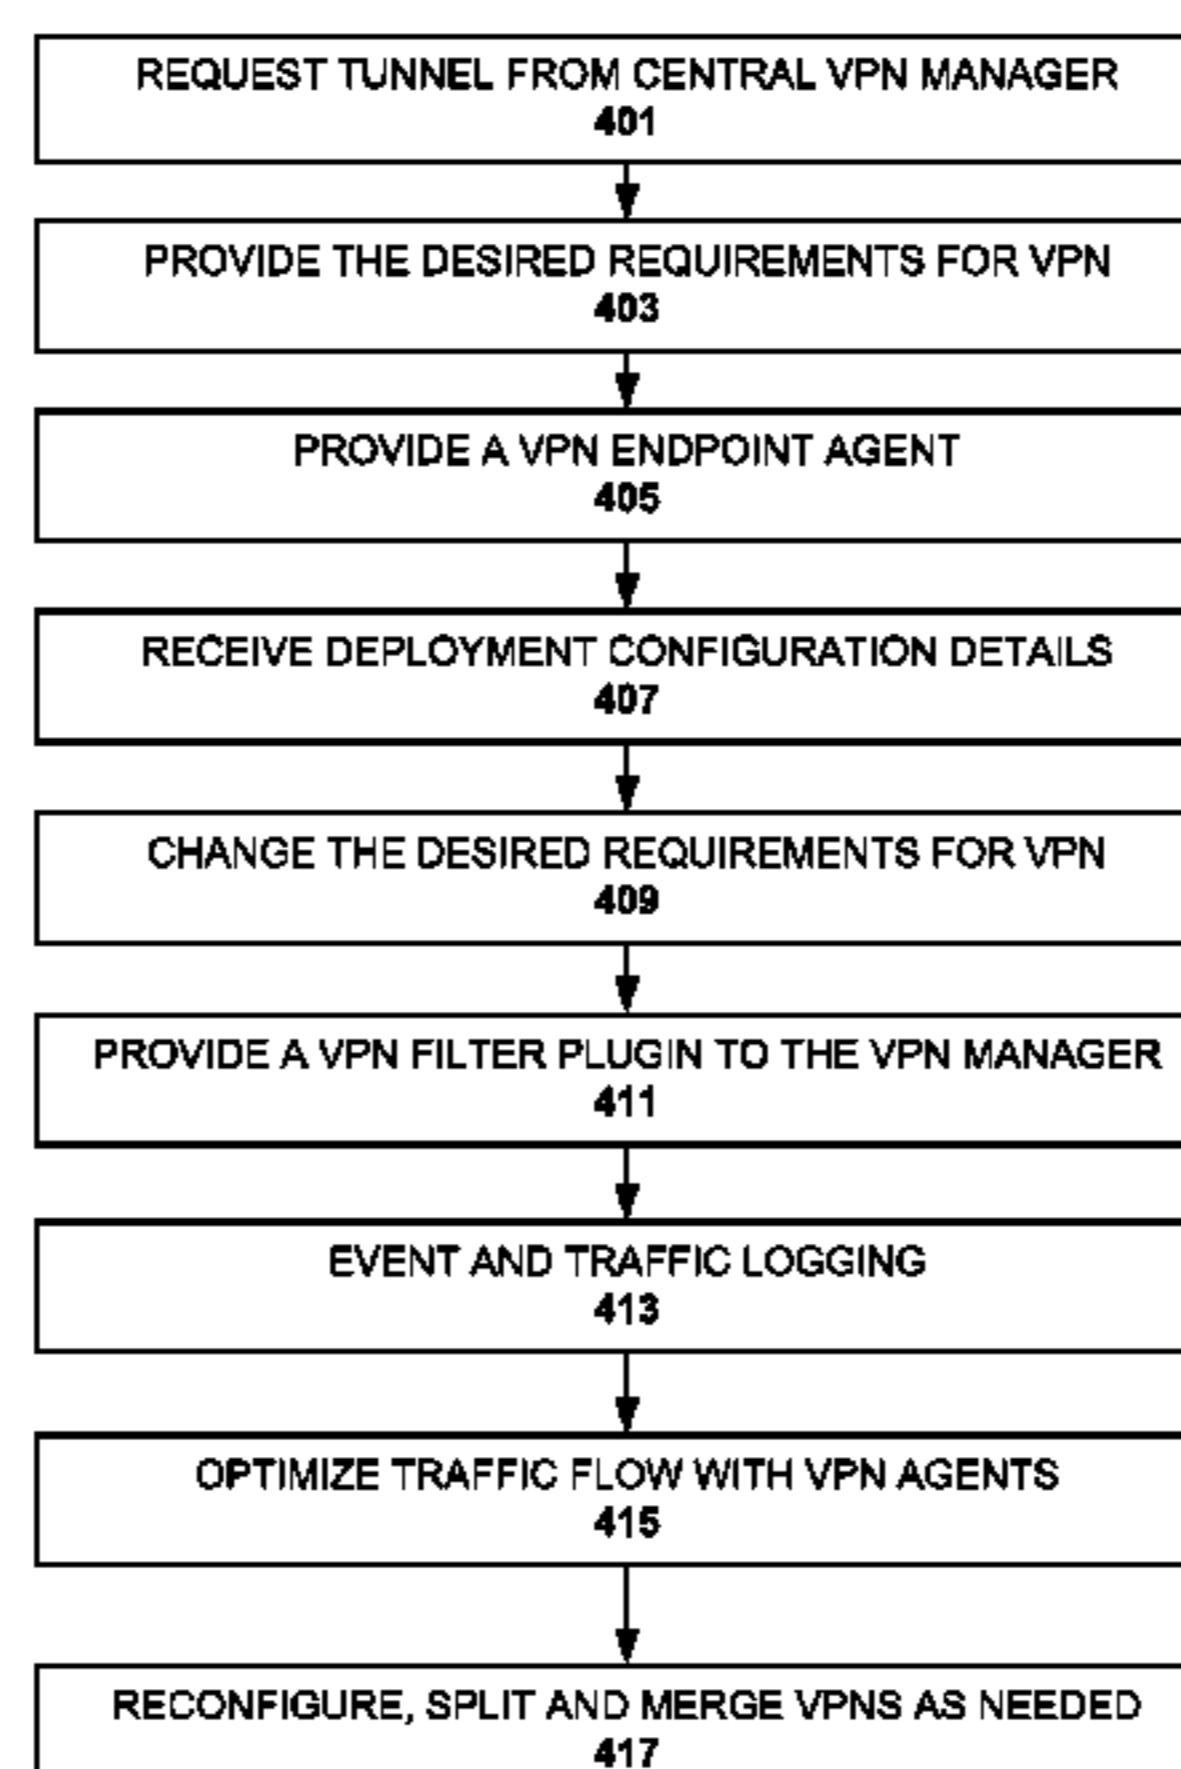 REQUEST TUNNEL FROM CENTRAL VPN MANAGER
401
PROVIDE THE DESIRED REQUIREMENTS FOR VPN
403
PROVIDE A VPN ENDPOINT AGENT
405
RECEIVE DEPLOYMENT CONFIGURATION DETAILS
407
CHANGE THE DESIRED REQUIREMENTS FOR VPN
409
PROVIDE A VPN FILTER PLUGIN TO THE VPN MANAGER
411
EVENT AND TRAFFIC LOGGING
413
OPTIMIZE TRAFFIC FLOW WITH VPN AGENTS
415
RECONFIGURE, SPLIT AND MERGE VPNS AS NEEDED
417